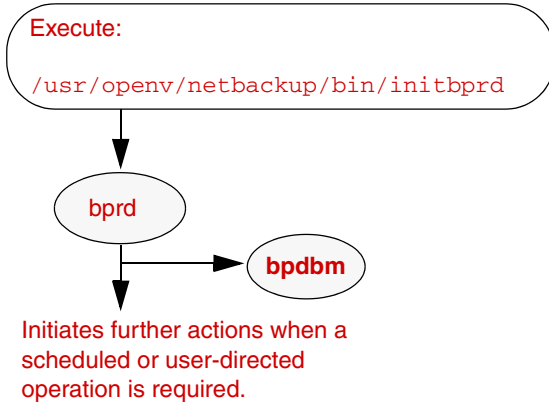 Execute:
/usr/openv/netbackup/bin/initbprd
bprd
bpdbm
Initiates further actions when a
scheduled or user-directed
operation is required.